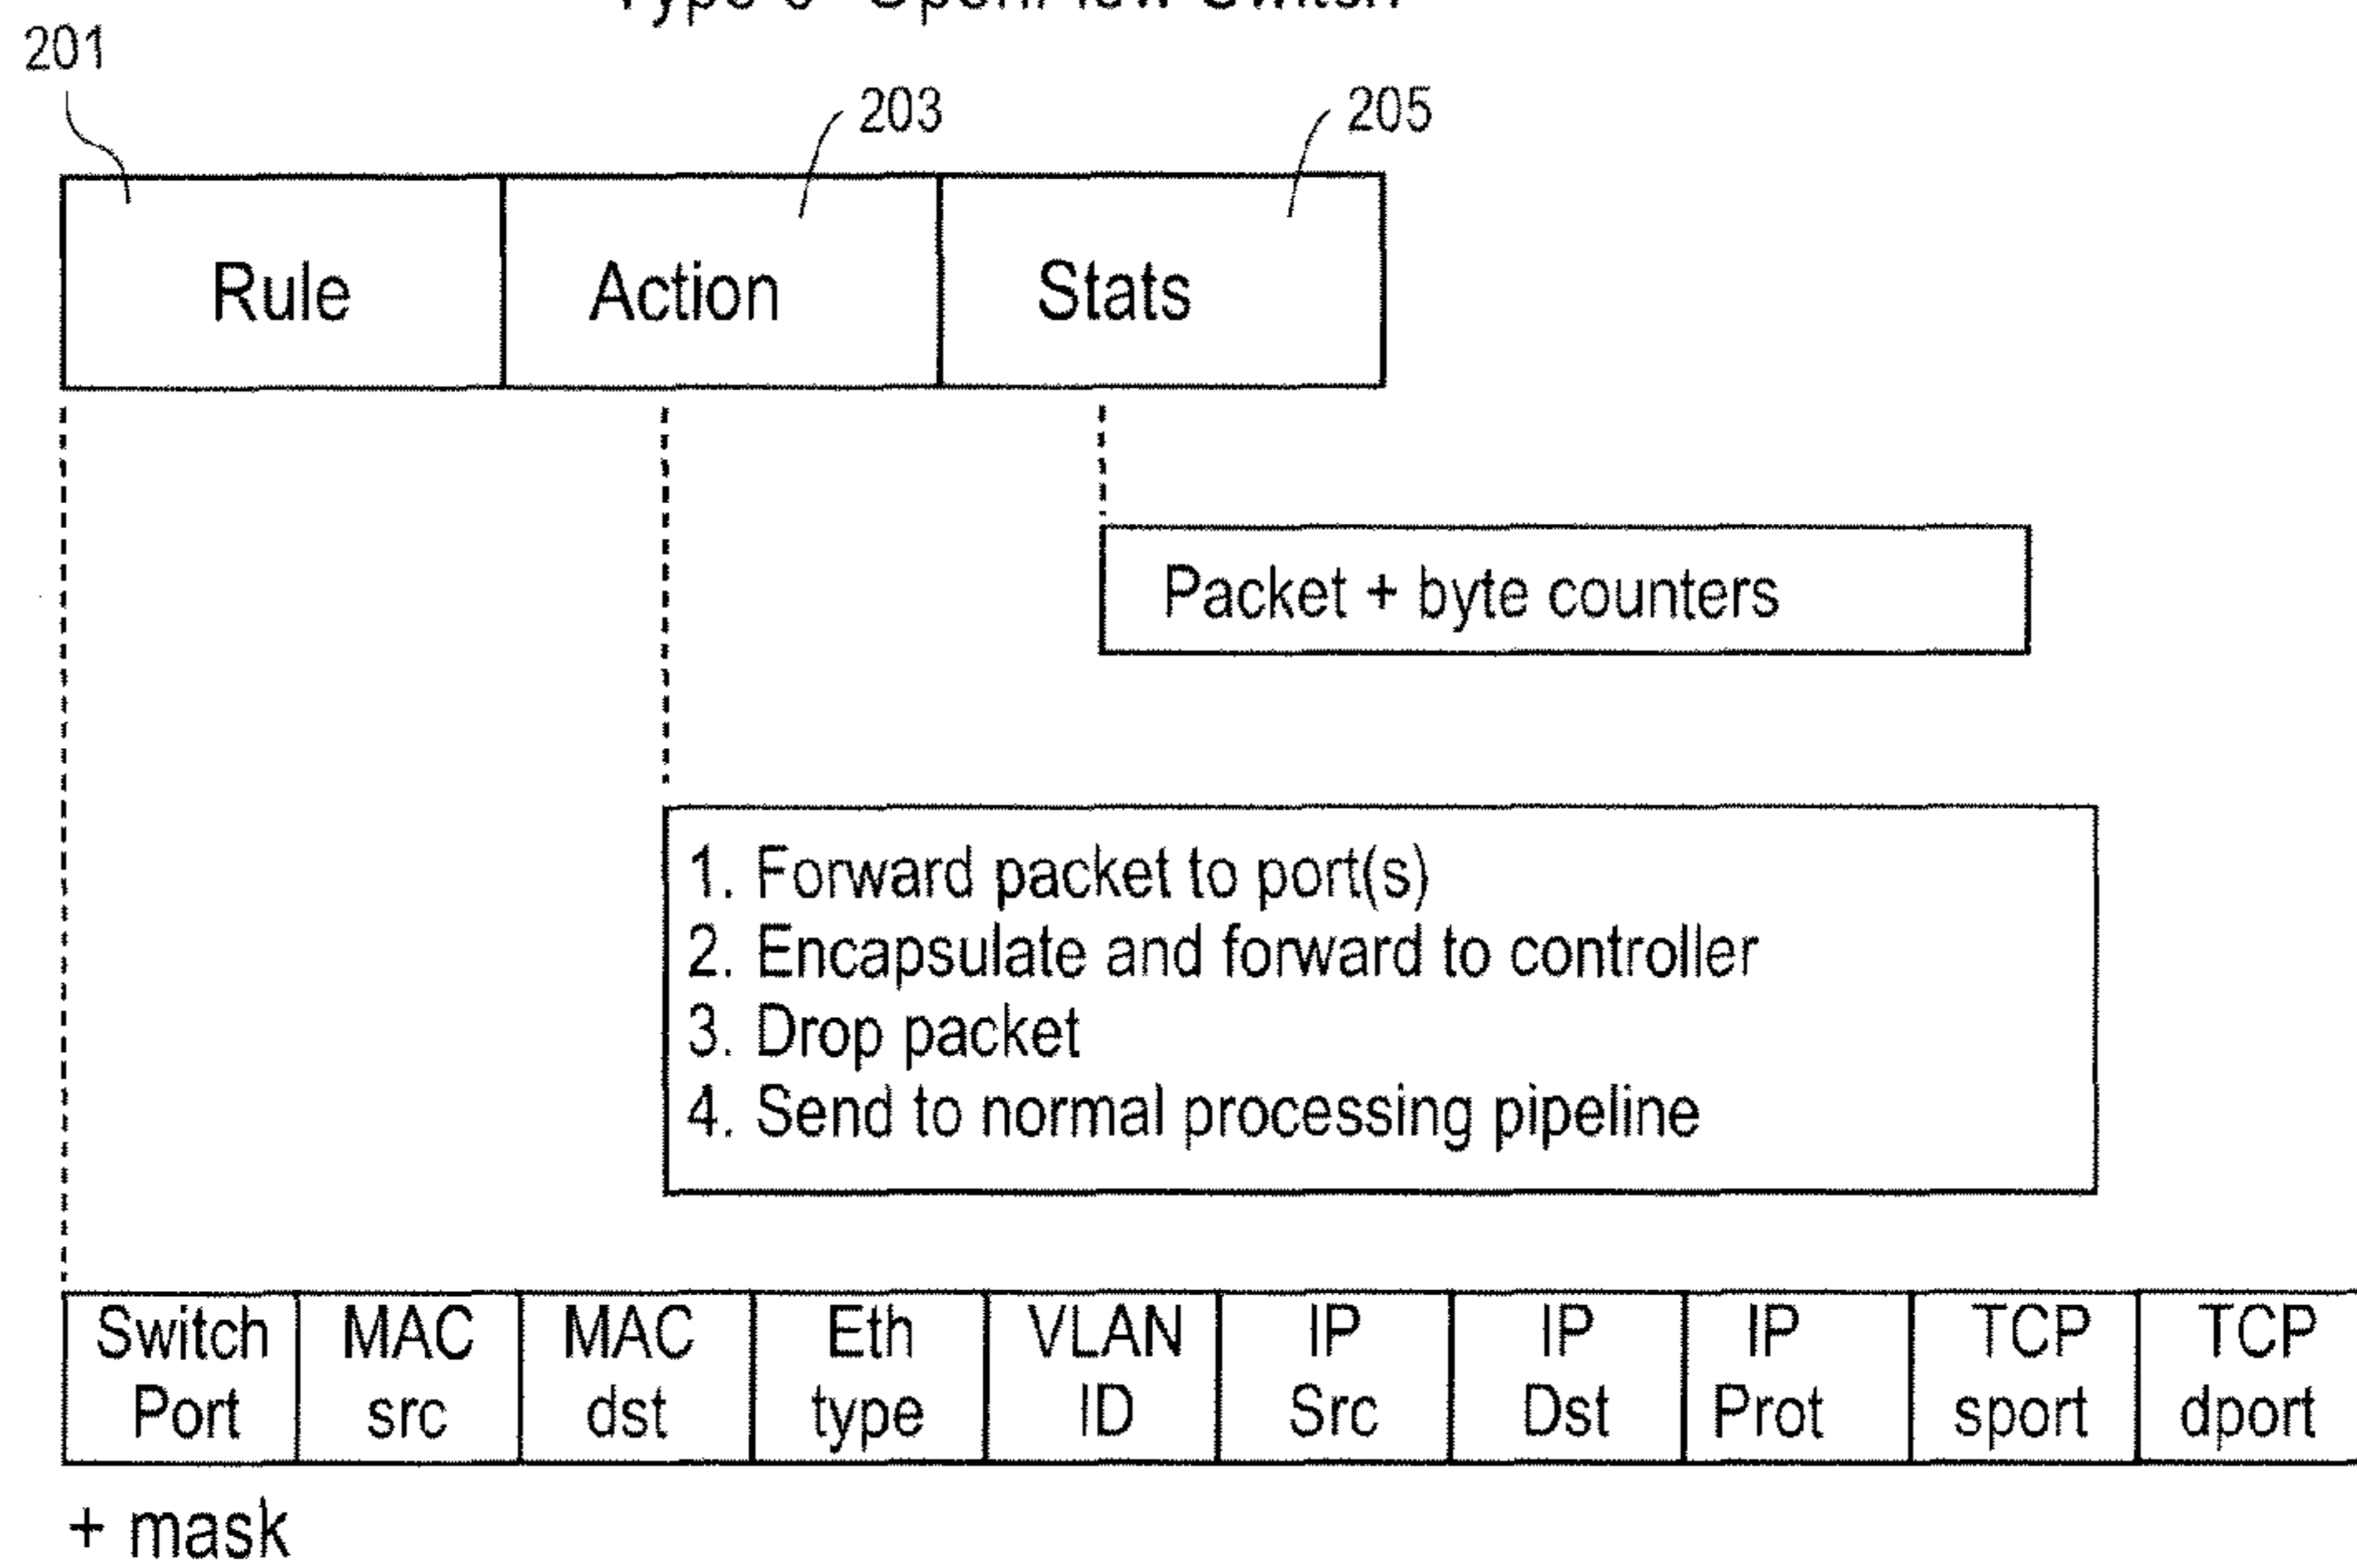 Switch
201
203
205
Rule
Action
Stats
Packet + byte counters
1. Forward packet to port(s)
2. Encapsulate and forward to controller
3. Drop packet
4. Send to normal processing pipeline
Switch Port
MAC src
MAC dst
Eth type
VLAN ID
IP Src
IP Dst
IP Prot
TCP sport
TCP dport
+ mask